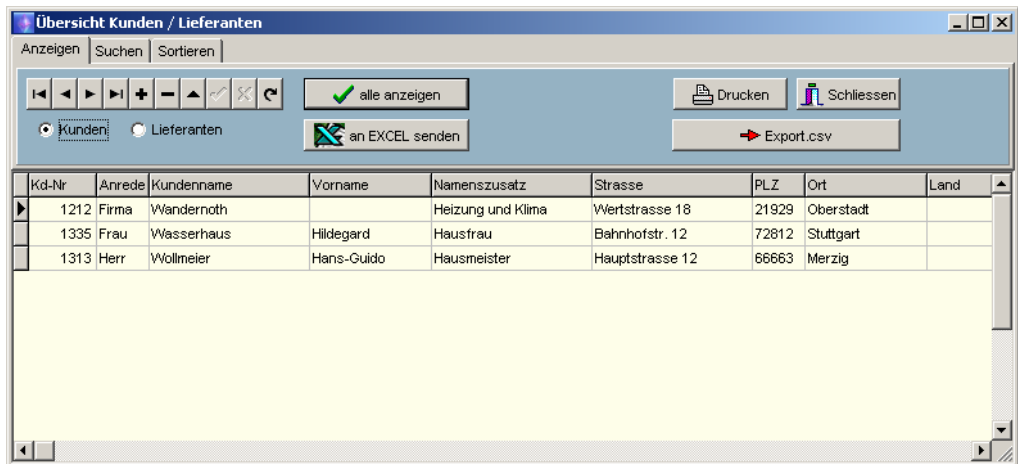 Übersicht Kunden / Lieferanten
Anzeigen Suchen Sortieren
alle anzeigen Drucken Schliessen
Kunden Lieferanten an EXCEL senden Export.csv
Kd-Nr Anrede Kundenname Vorname Namenszusatz Strasse PLZ Ort Land
1212 Firma Wandernoth Heizung und Klima Wertstrasse 18 21929 Oberstadt
1335 Frau Wasserhaus Hildegard Hausfrau Bahnhofstr. 12 72812 Stuttgart
1313 Herr Wollmeier Hans-Guido Hausmeister Hauptstrasse 12 66663 Merzig